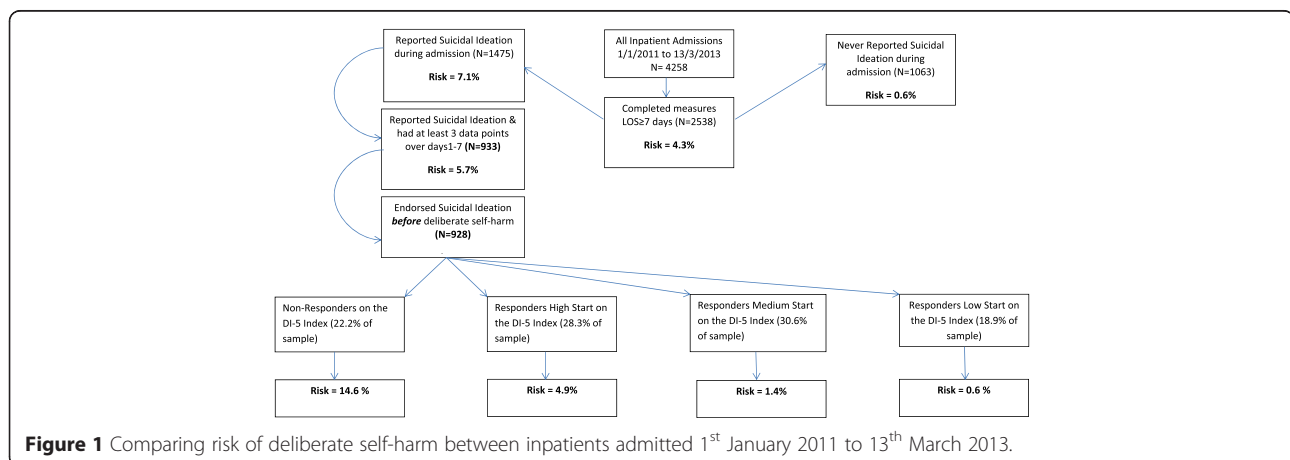 Reported Suicidal Ideation
during admission (N=1475)
Risk = 7.1%
All Inpatient Admissions
1/1/2011 to 13/3/2013
N= 4258
Never Reported Suicidal
Ideation during
admission (N=1063)
Risk = 0.6%
Completed measures
LOS≥7 days (N=2538)
Risk = 4.3%
Reported Suicidal Ideation &
had at least 3 data points
over days1-7 (N=933)
Risk = 5.7%
Endorsed Suicidal Ideation
before deliberate self-harm
(N=928)
Non-Responders on the
DI-5 Index (22.2% of
sample)
Responders High Start on
the DI-5 Index (28.3% of
sample)
Responders Medium Start
on the DI-5 Index (30.6%
of sample)
Responders Low Start on
the DI-5 Index (18.9% of
sample)
Risk = 14.6 %
Risk = 4.9%
Risk = 1.4%
Risk = 0.6 %
Figure 1 Comparing risk of deliberate self-harm between inpatients admitted 1st January 2011 to 13th March 2013.